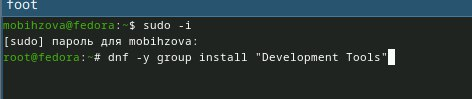 foot
mobihzova@fedora:~$ sudo -i
[sudo] пароль для mobihzova:
root@fedora:~# dnf -y group install "Development Tools"